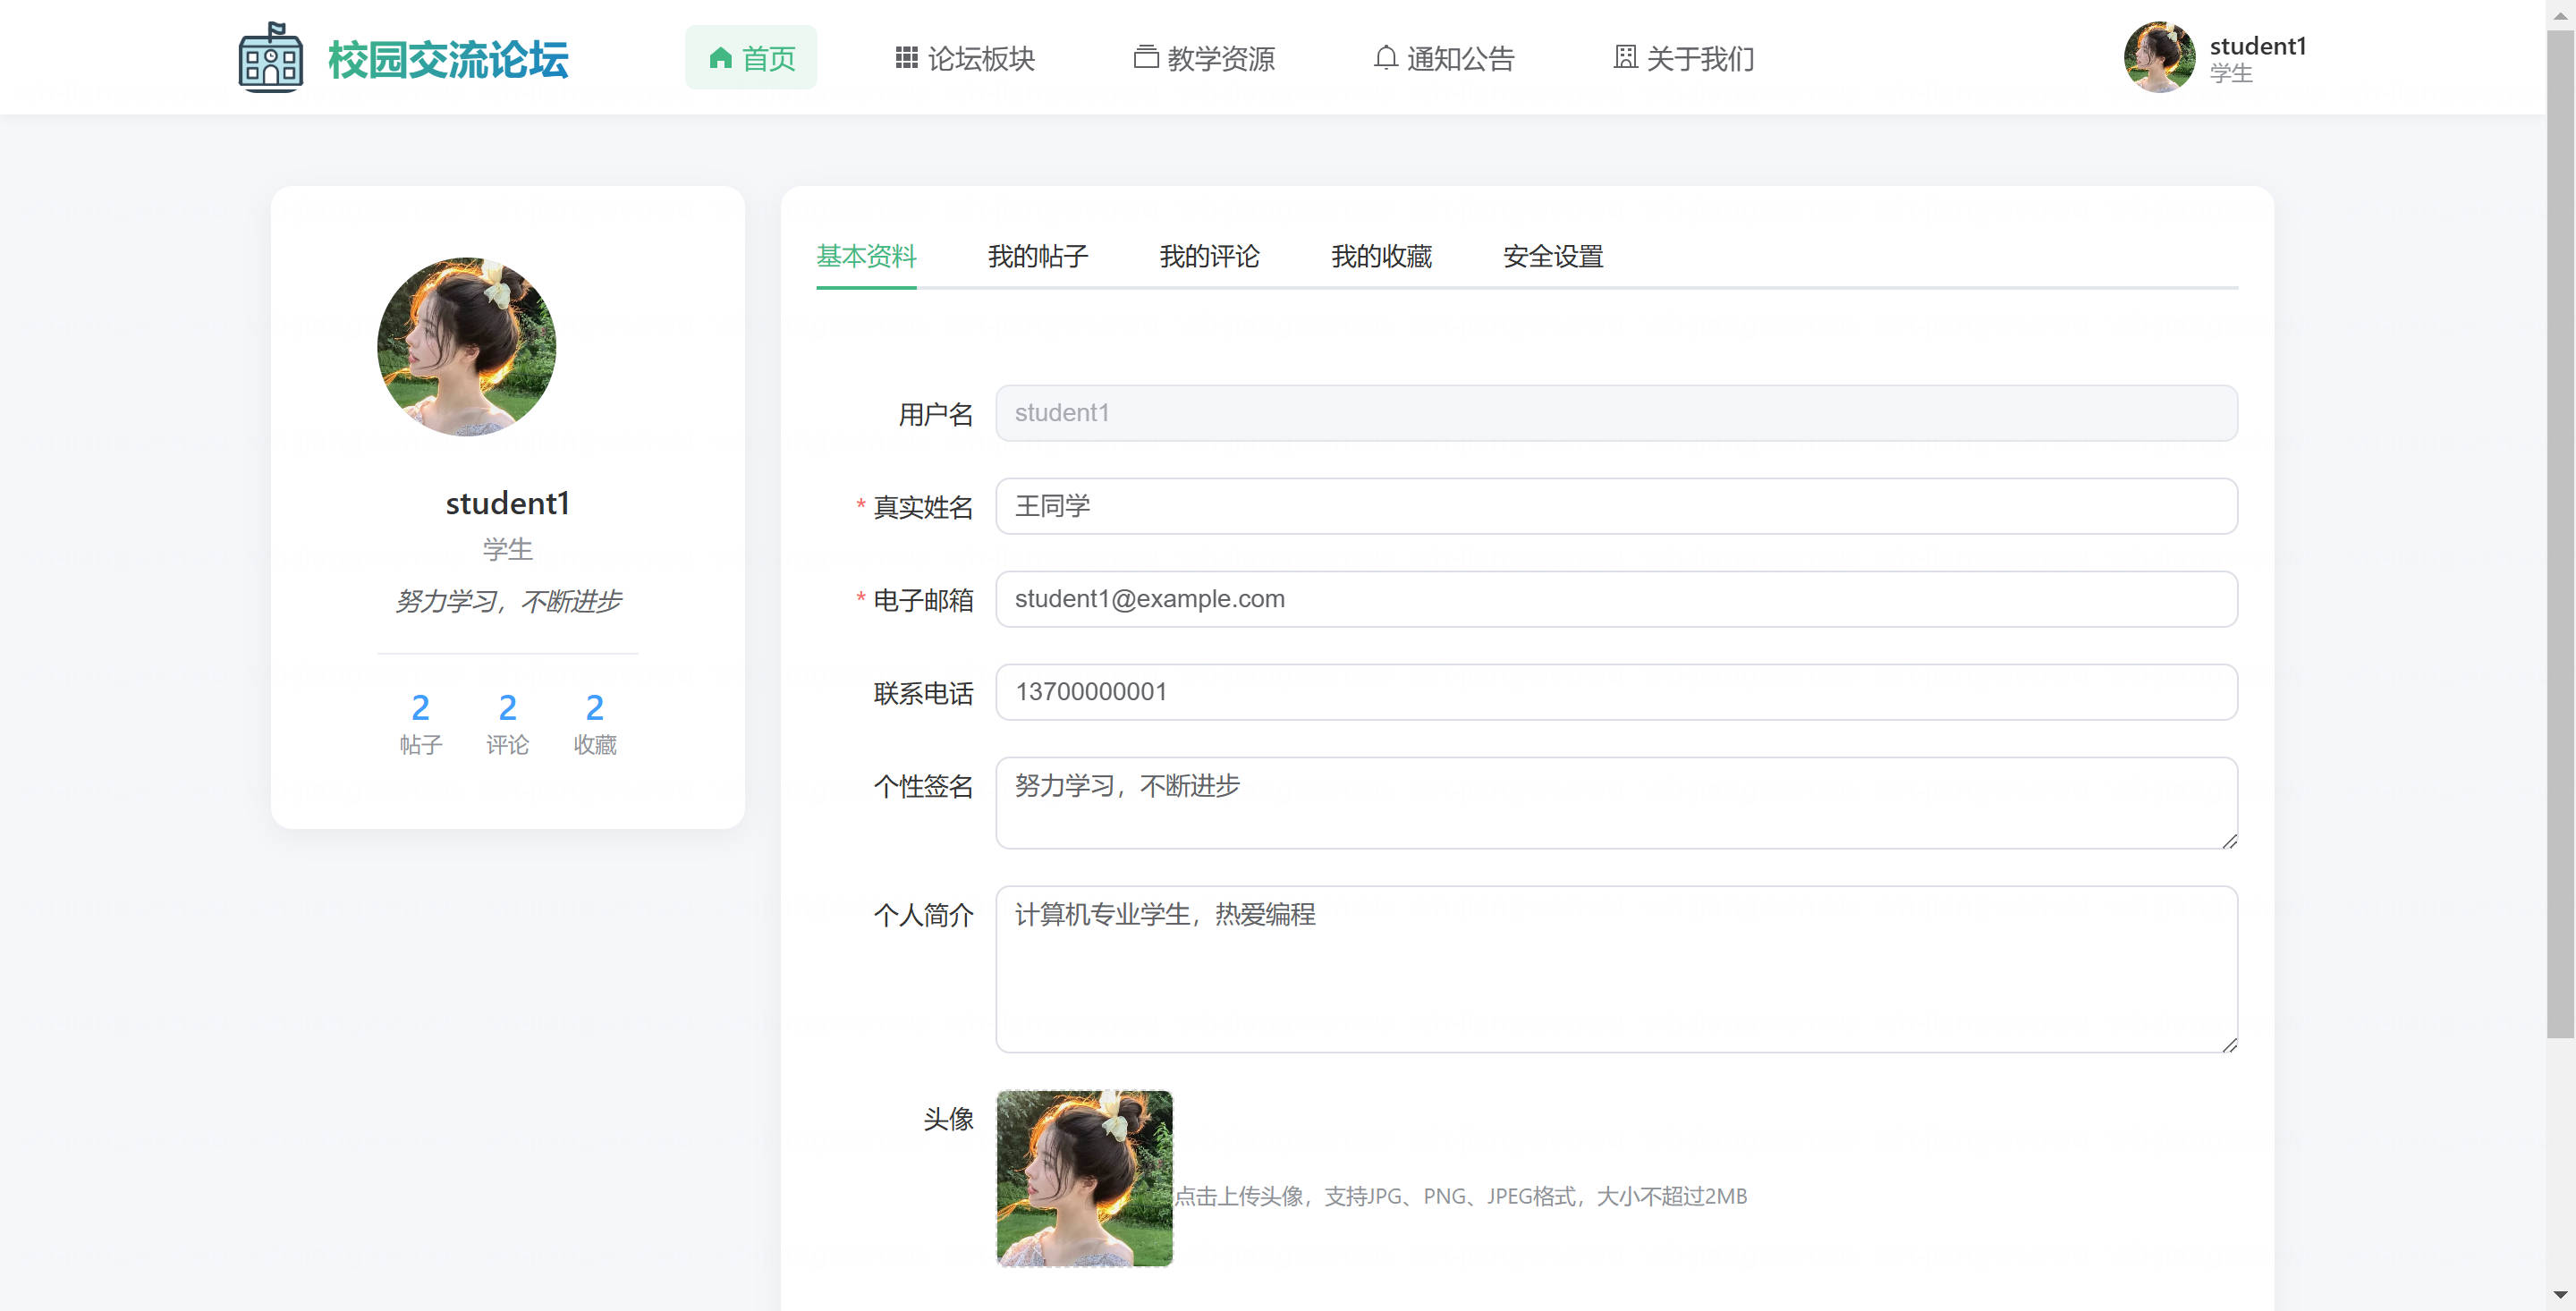 校园交流论坛
首页
论坛板块
教学资源
通知公告
关于我们
student1
学生
student1
学生
努力学习，不断进步
2 2 2
帖子 评论 收藏
基本资料 我的帖子 我的评论 我的收藏 安全设置
用户名 student1
* 真实姓名 王同学
* 电子邮箱 student1@example.com
联系电话 13700000001
个性签名 努力学习，不断进步
个人简介 计算机专业学生，热爱编程
头像
点击上传头像，支持JPG、PNG、JPEG格式，大小不超过2MB